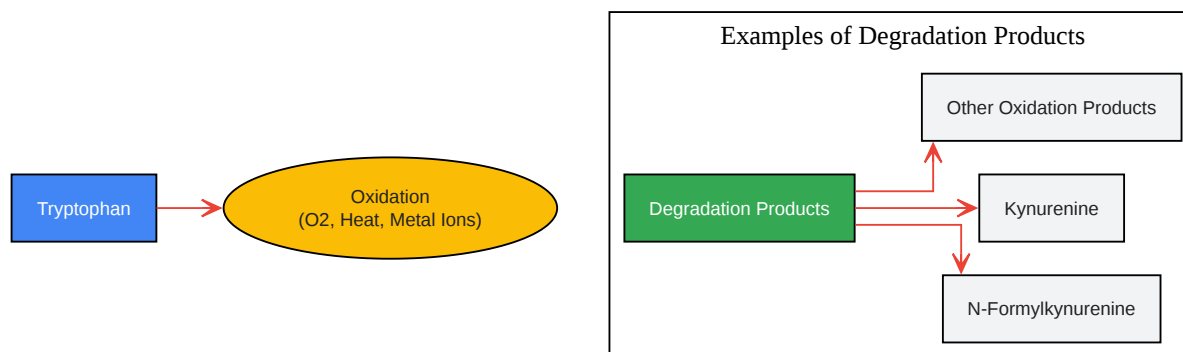 Examples of Degradation Products
Other Oxidation Products
Tryptophan
Oxidation
(O2, Heat, Metal Ions)
Degradation Products
Kynurenine
N-Formylkynurenine